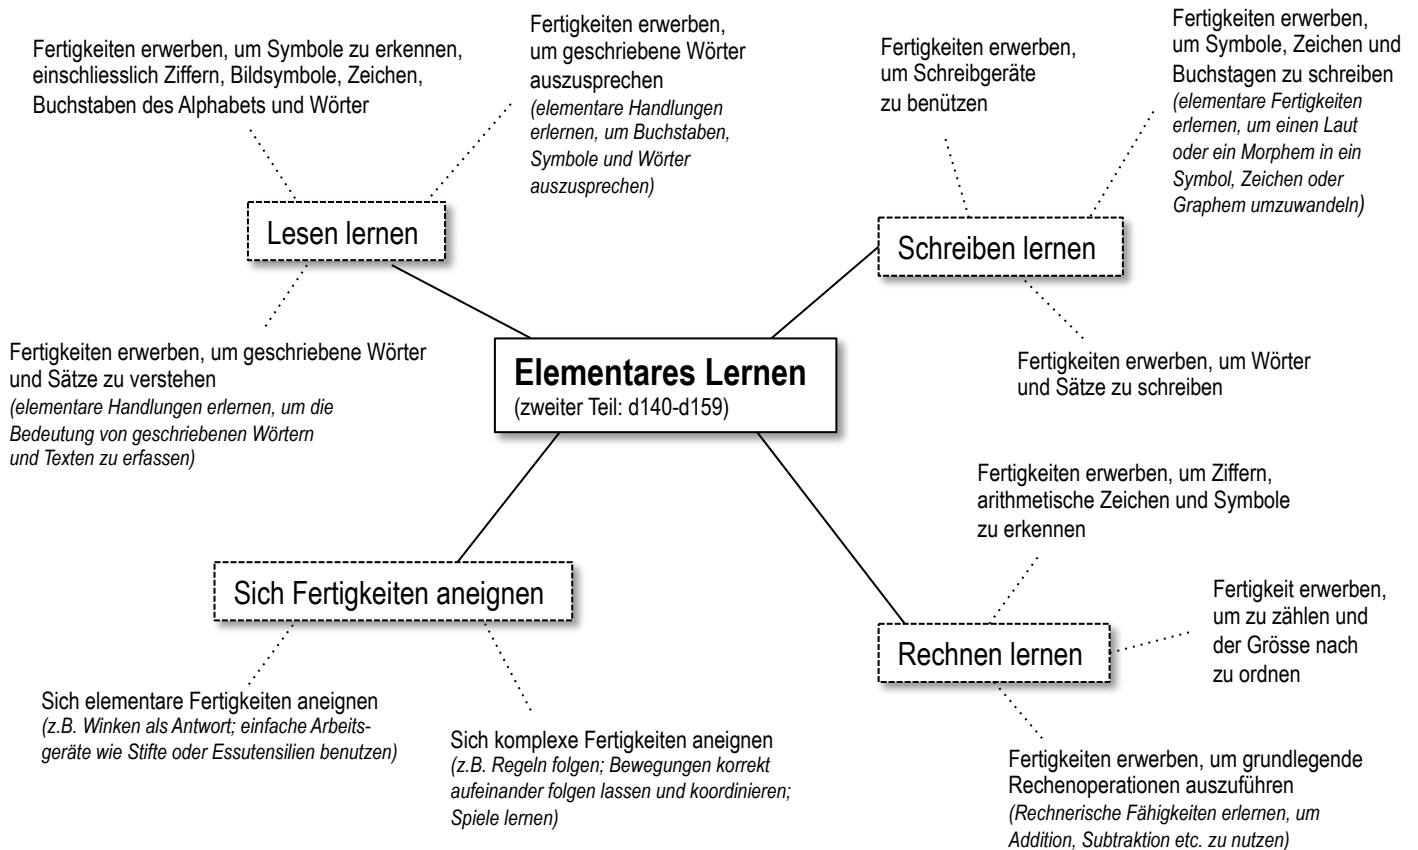 Fertigkeiten erwerben, um Symbole zu erkennen,
einschliesslich Ziffern, Bildsymbole, Zeichen,
Buchstaben des Alphabets und Wörter
Fertigkeiten erwerben,
um geschriebene Wörter
auszusprechen
(elementare Handlungen
erlernen, um Buchstaben,
Symbole und Wörter
auszusprechen)
Fertigkeiten erwerben,
um Schreibgeräte
zu benützen
Fertigkeiten erwerben,
um Symbole, Zeichen und
Buchstagen zu schreiben
(elementare Fertigkeiten
erlernen, um einen Laut
oder ein Morphem in ein
Symbol, Zeichen oder
Graphem umzuwandeln)
Lesen lernen
Schreiben lernen
Fertigkeiten erwerben, um geschriebene Wörter
und Sätze zu verstehen
(elementare Handlungen erlernen, um die
Bedeutung von geschriebenen Wörtern
und Texten zu erfassen)
Elementares Lernen
(zweiter Teil: d140-d159)
Fertigkeiten erwerben, um Wörter
und Sätze zu schreiben
Fertigkeiten erwerben, um Ziffern,
arithmetische Zeichen und Symbole
zu erkennen
Sich Fertigkeiten aneignen
Rechnen lernen
Fertigkeit erwerben,
um zu zählen und
der Grösse nach
zu ordnen
Sich elementare Fertigkeiten aneignen
(z.B. Winken als Antwort; einfache Arbeits-
geräte wie Stifte oder Essutensilien benutzen)
Sich komplexe Fertigkeiten aneignen
(z.B. Regeln folgen; Bewegungen korrekt
aufeinander folgen lassen und koordinieren;
Spiele lernen)
Fertigkeiten erwerben, um grundlegende
Rechenoperationen auszuführen
(Rechnerische Fähigkeiten erlernen, um
Addition, Subtraktion etc. zu nutzen)